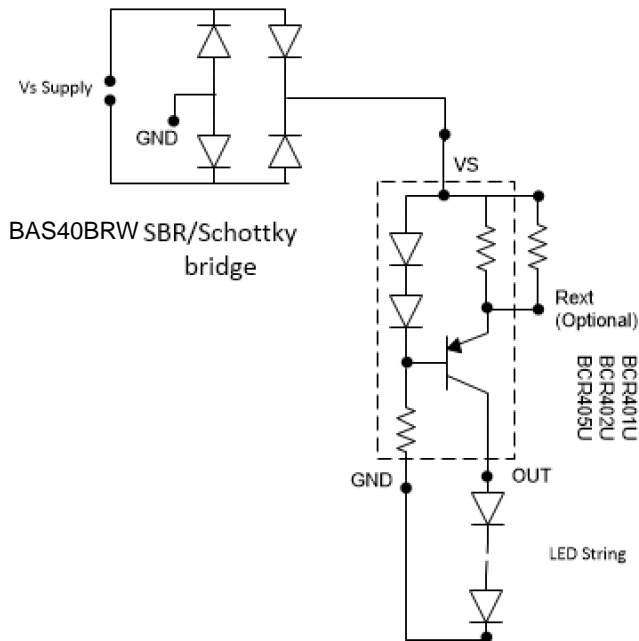 Vs Supply
GND
VS
BAS40BRW SBR/Schottky
bridge
Rext
(Optional)
BCR401U
BCR402U
BCR405U
GND
OUT
LED String